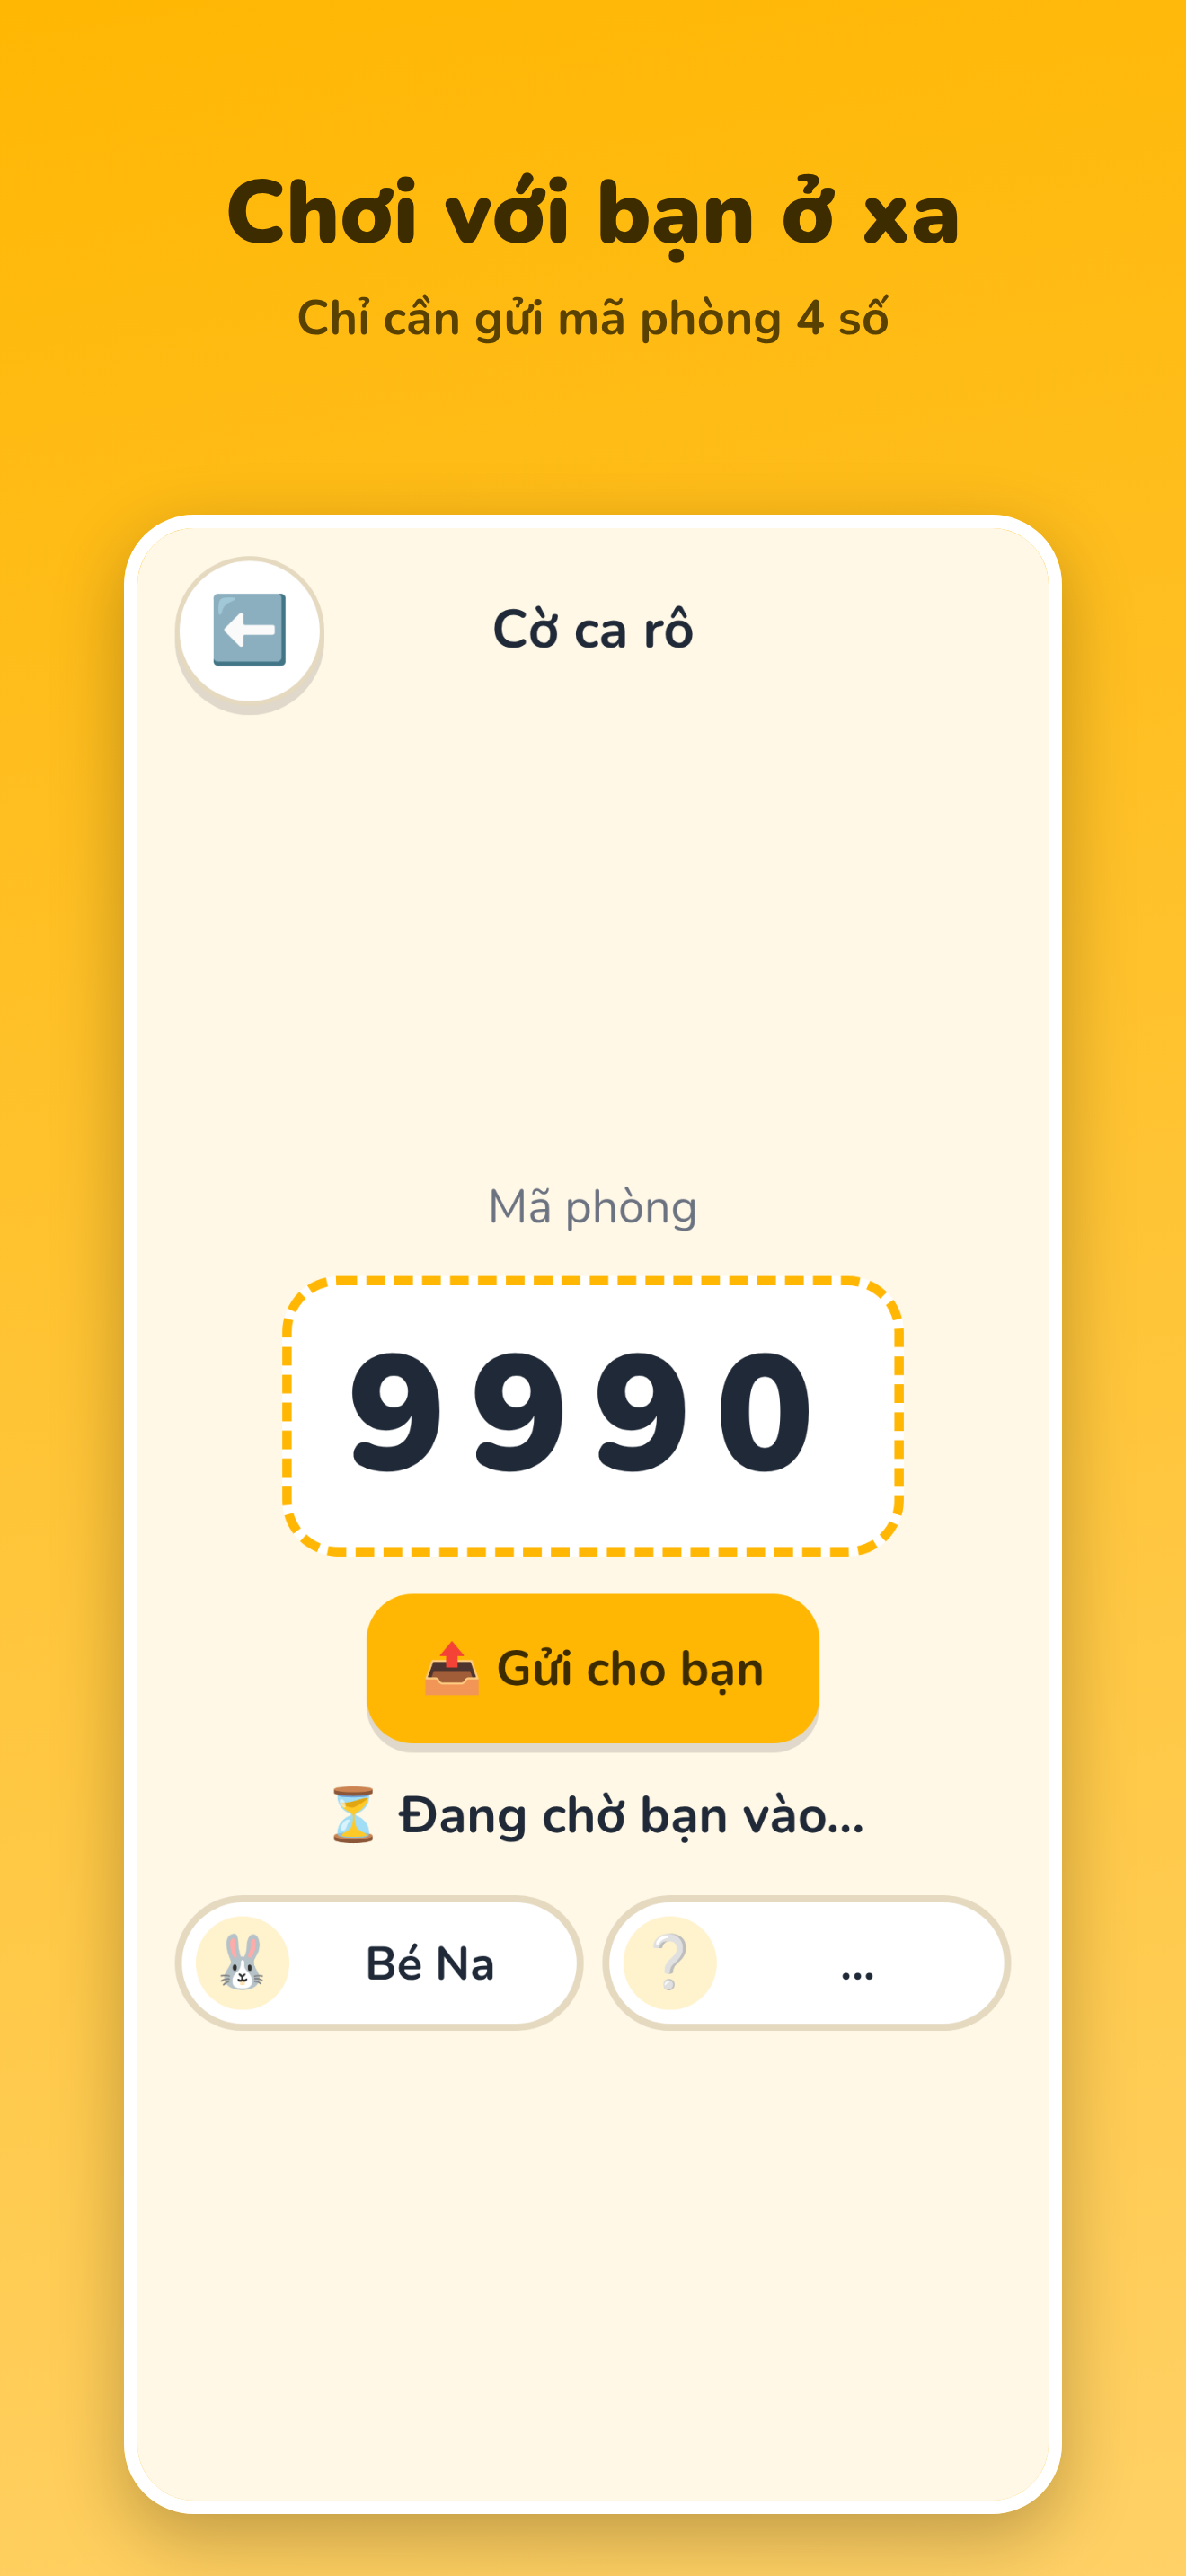 Chơi với bạn ở xa
Chỉ cần gửi mã phòng 4 số
Cờ ca rô
Mã phòng
9990
Gửi cho bạn
Đang chờ bạn vào...
Bé Na
...